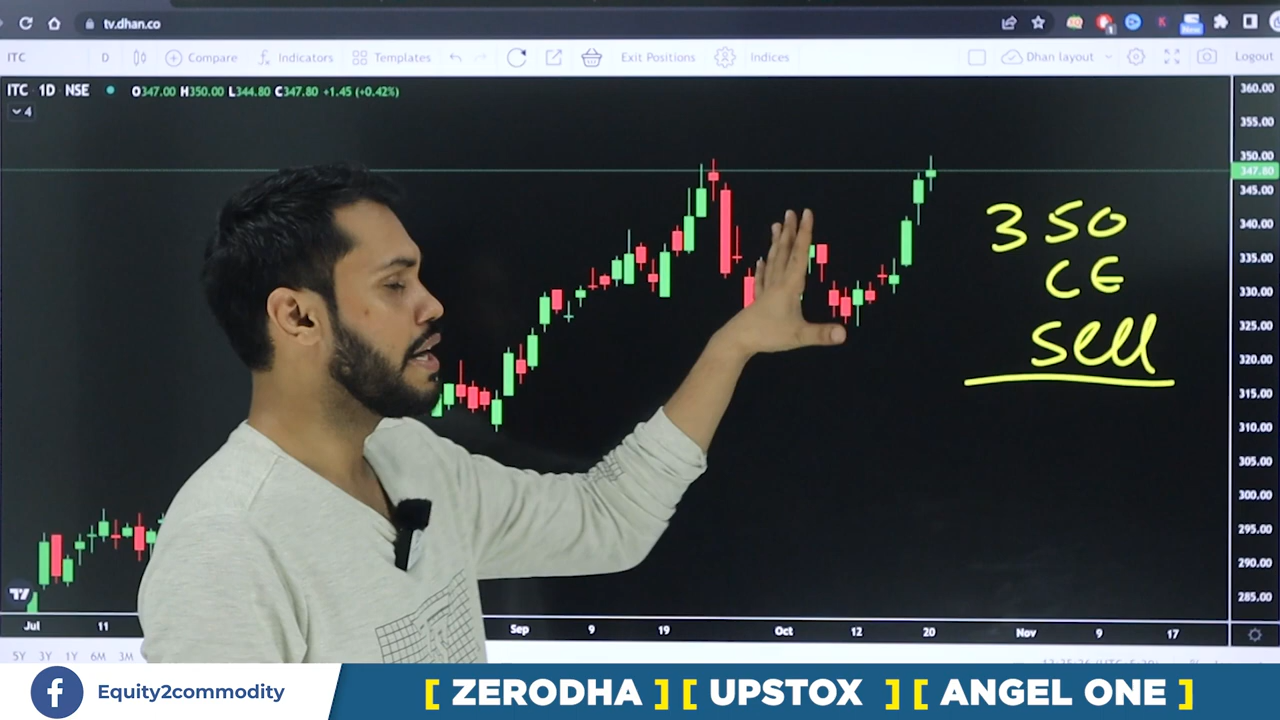 tv.dhan.co
New
ITC D Compare Indicators Templates Exit Positions Indices Dhan layout Logout
ITC 1D NSE O347.00 H350.00 L344.80 C347.80 +1.45 (+0.42%)
4
360.00
355.00
350.00
347.80
345.00
340.00
335.00
330.00
325.00
320.00
315.00
310.00
305.00
300.00
295.00
290.00
285.00
350
CE
Sell
Jul 11 Sep 9 19 Oct 12 20 Nov 9 17
5Y 3Y 1Y 6M 3M
Equity2commodity
[ ZERODHA ] [ UPSTOX ] [ ANGEL ONE ]